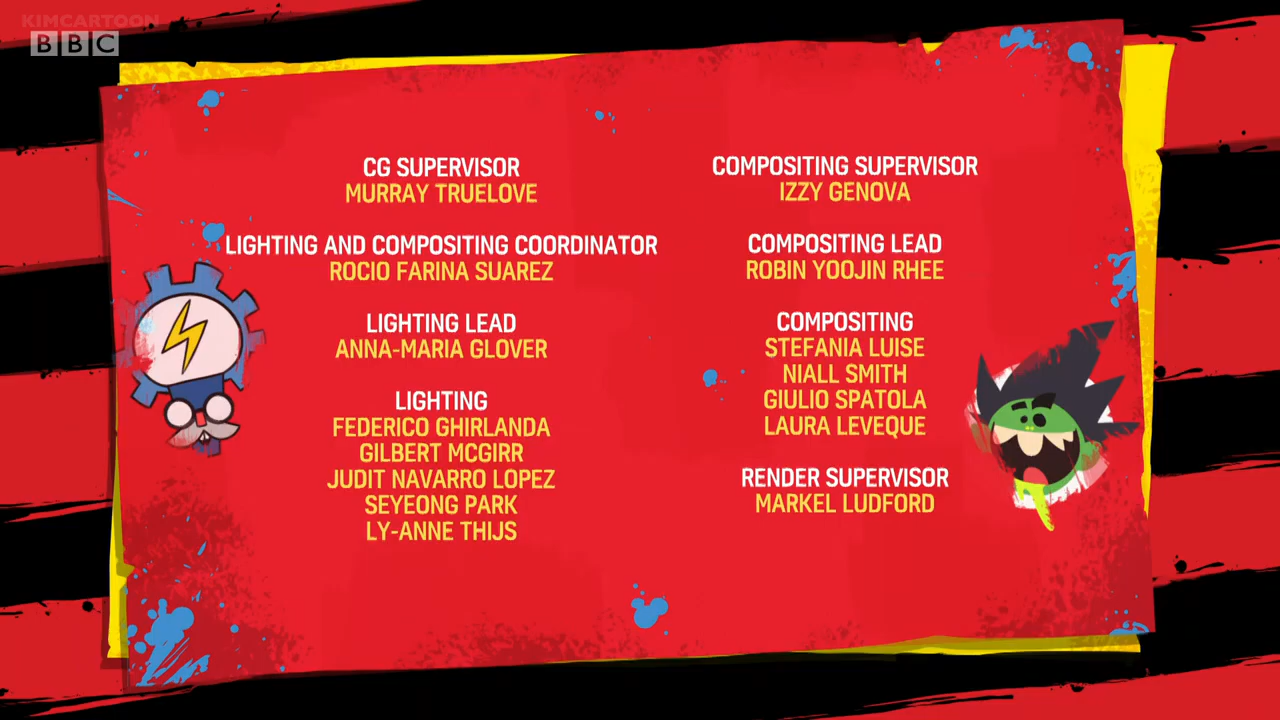 KIMCARTOON
BBC
CG SUPERVISOR
MURRAY TRUELOVE
LIGHTING AND COMPOSITING COORDINATOR
ROCIO FARINA SUAREZ
LIGHTING LEAD
ANNA-MARIA GLOVER
LIGHTING
FEDERICO GHIRLANDA
GILBERT MCGIRR
JUDIT NAVARRO LOPEZ
SEYEONG PARK
LY-ANNE THIJS
COMPOSITING SUPERVISOR
IZZY GENOVA
COMPOSITING LEAD
ROBIN YOOJIN RHEE
COMPOSITING
STEFANIA LUISE
NIALL SMITH
GIULIO SPATOLA
LAURA LEVEQUE
RENDER SUPERVISOR
MARKEL LUDFORD